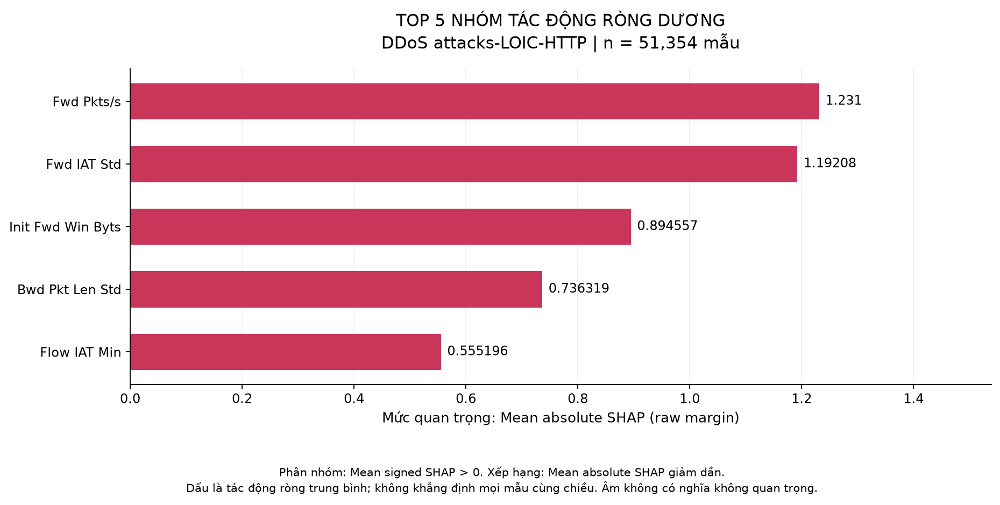 TOP 5 NHÓM TÁC ĐỘNG RÒNG DƯƠNG
DDoS attacks-LOIC-HTTP | n = 51,354 mẫu
Fwd Pkts/s
1.231
Fwd IAT Std
1.19208
Init Fwd Win Byts
0.894557
Bwd Pkt Len Std
0.736319
Flow IAT Min
0.555196
0.0 0.2 0.4 0.6 0.8 1.0 1.2 1.4
Mức quan trọng: Mean absolute SHAP (raw margin)
Phân nhóm: Mean signed SHAP > 0. Xếp hạng: Mean absolute SHAP giảm dần.
Dấu là tác động ròng trung bình; không khẳng định mọi mẫu cùng chiều. Âm không có nghĩa không quan trọng.